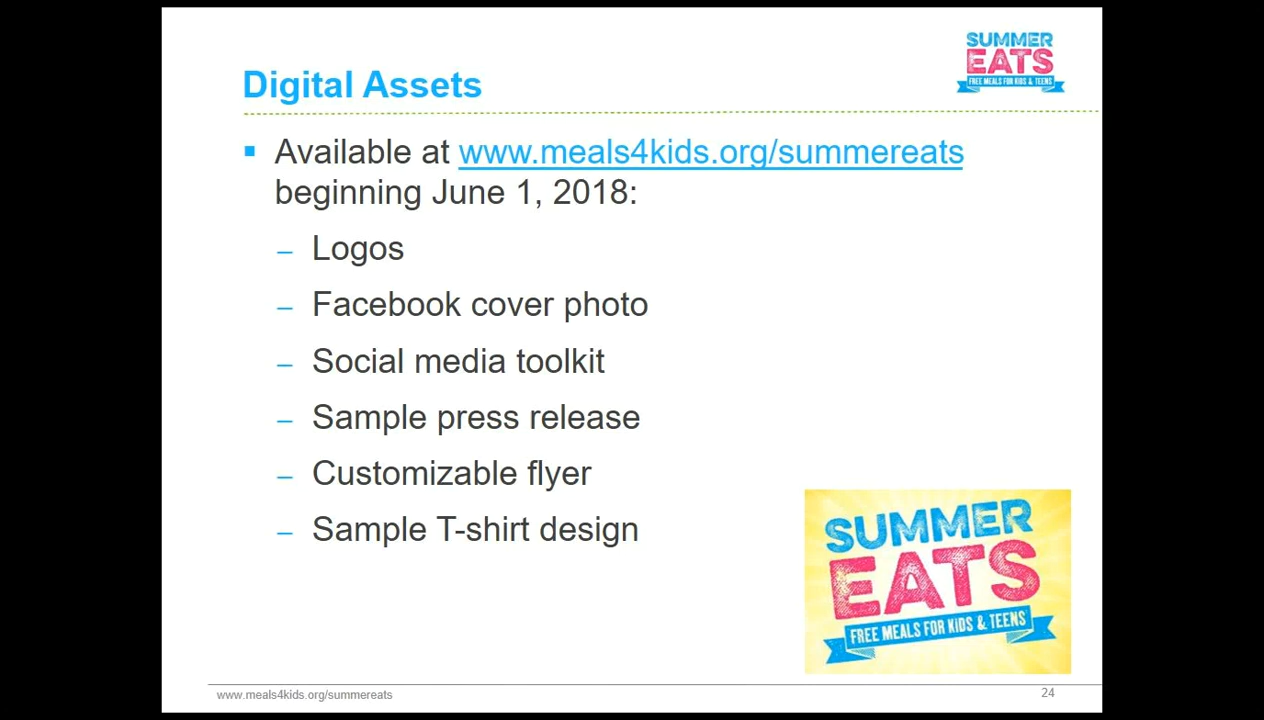 SUMMER
EATS
FREE MEALS FOR KIDS & TEENS
Digital Assets
▪ Available at www.meals4kids.org/summereats
beginning June 1, 2018:
– Logos
– Facebook cover photo
– Social media toolkit
– Sample press release
– Customizable flyer
– Sample T-shirt design
SUMMER
EATS
FREE MEALS FOR KIDS & TEENS
www.meals4kids.org/summereats
24